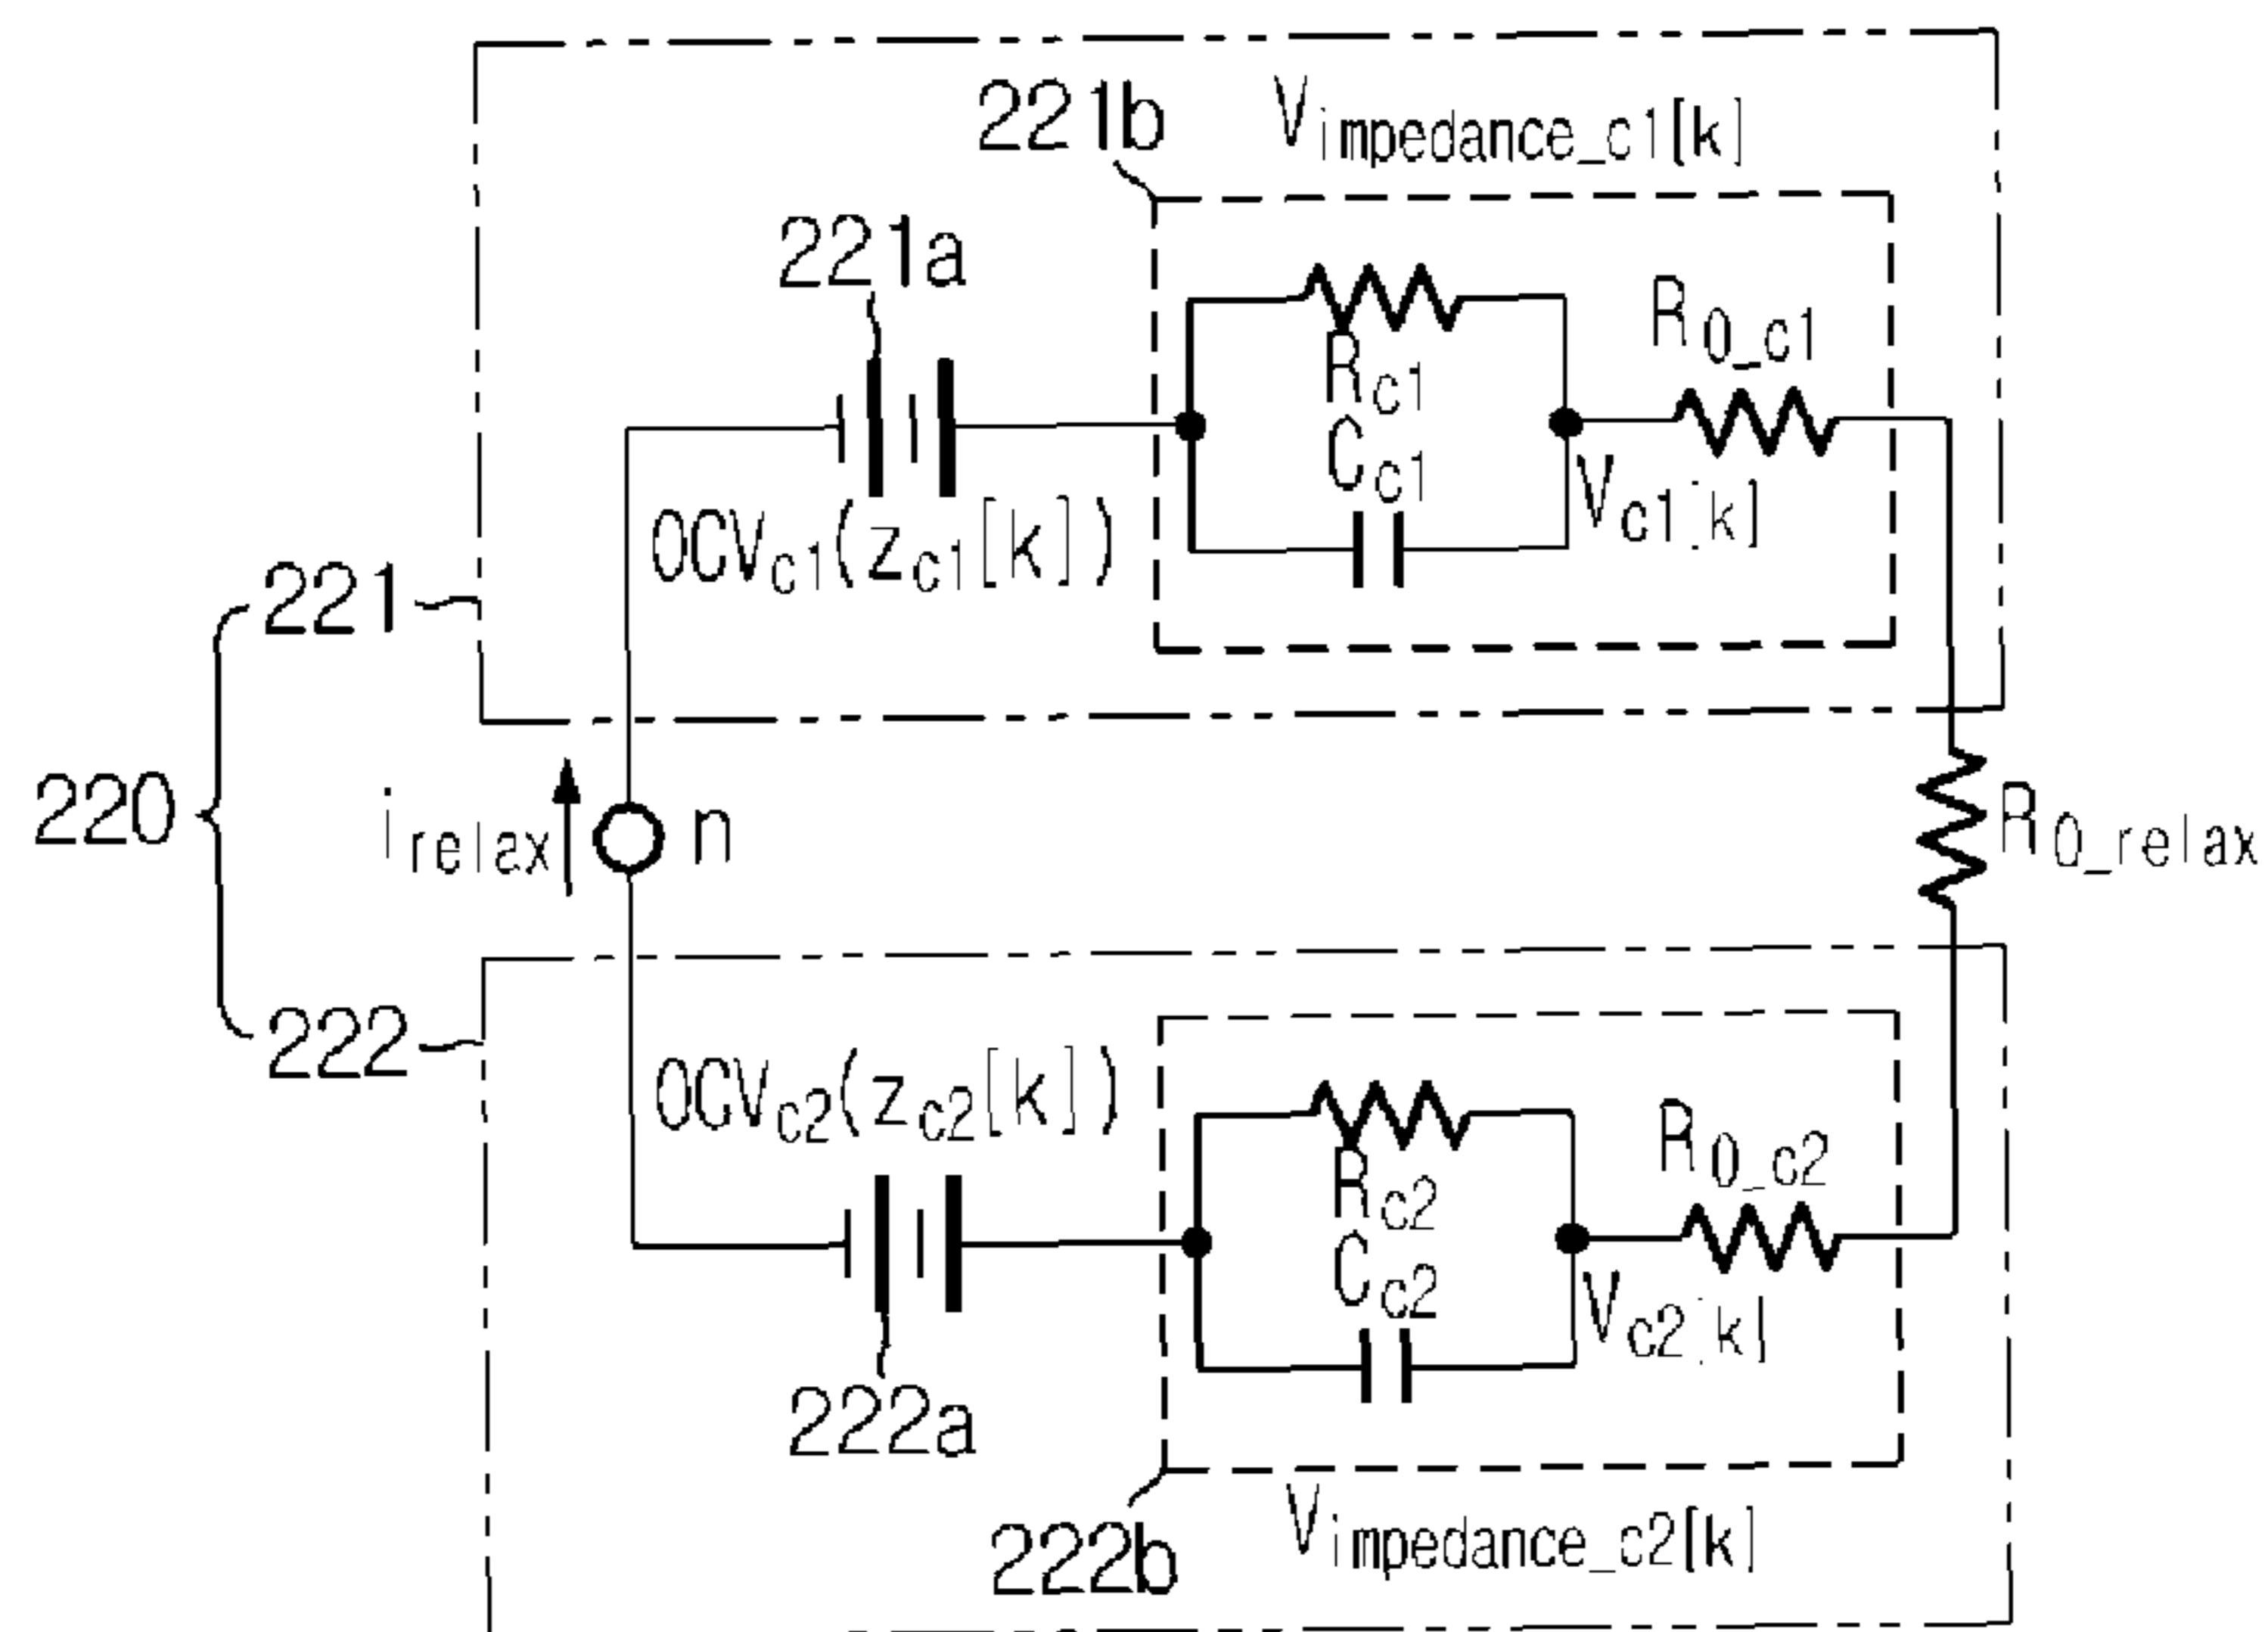 221b
Vimpedance_c1[k]
221a
R0_c1
Rc1
Cc1
Vc1[k]
OCVc1(zc1[k])
221
220
irelax
n
R0_relax
222
OCVc2(zc2[k])
R0_c2
Rc2
Cc2
Vc2[k]
222a
222b
Vimpedance_c2[k]